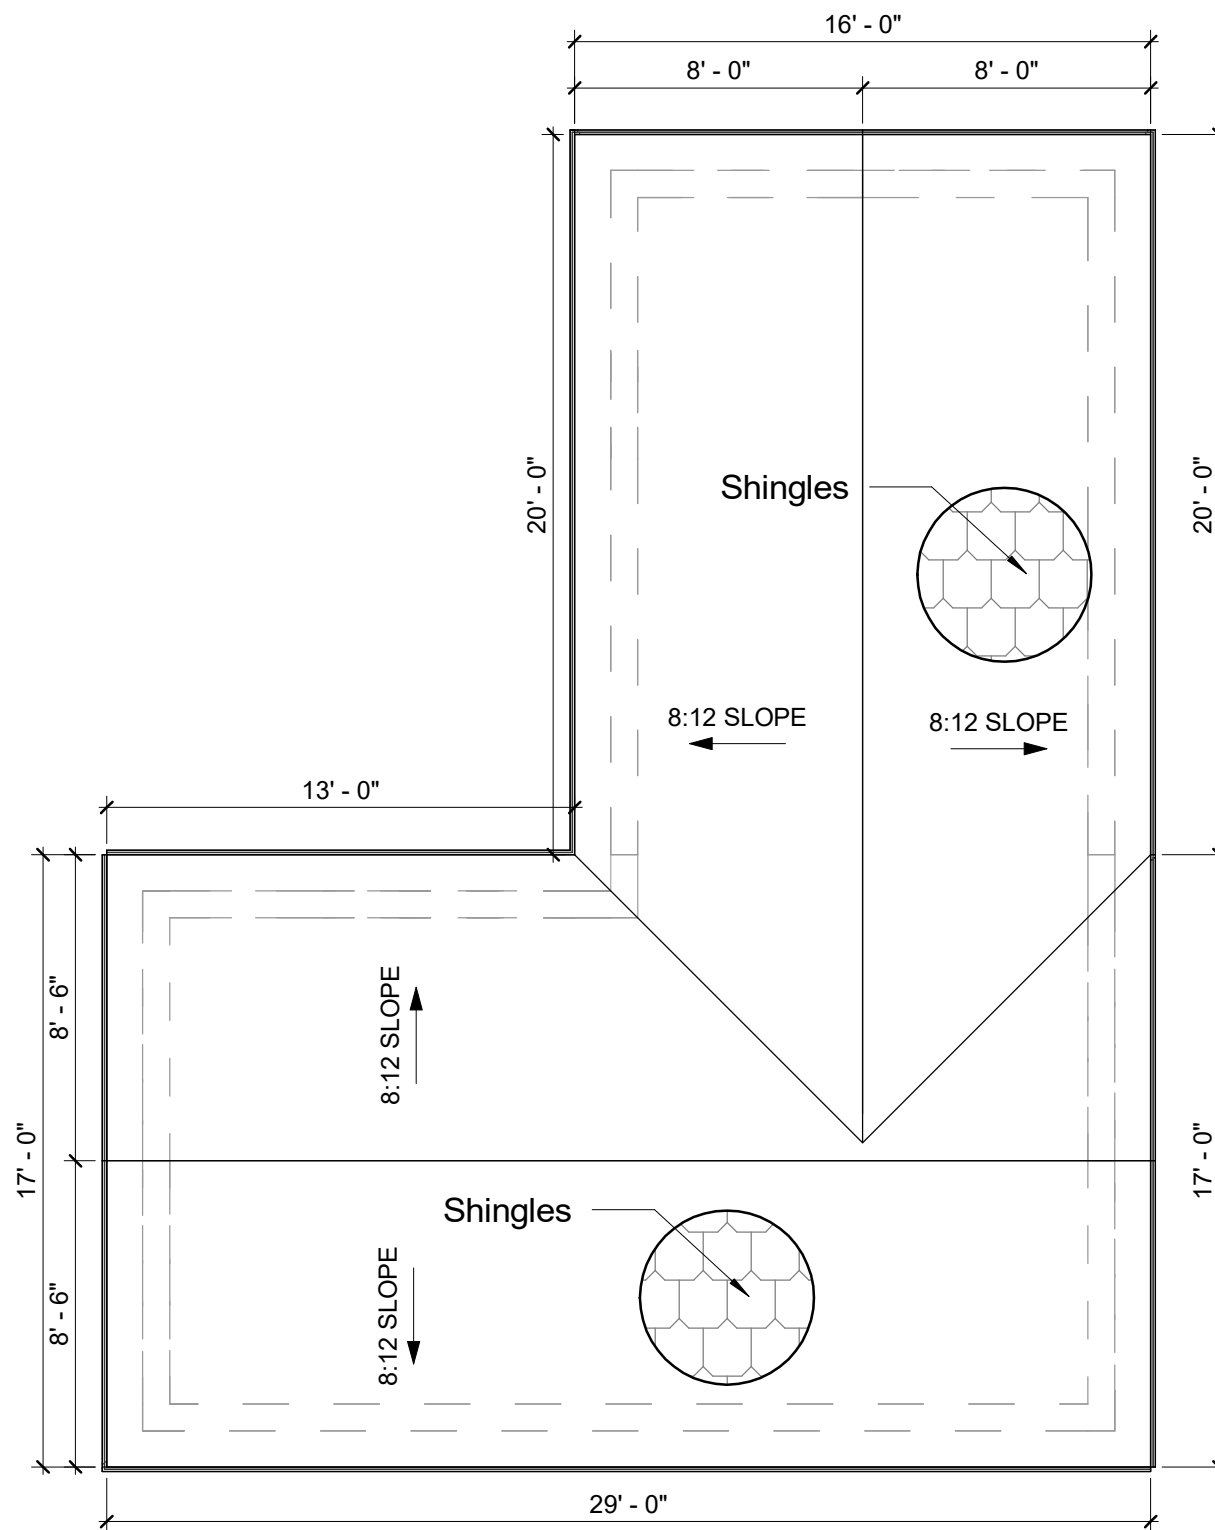 16' - 0"
8' - 0"
8' - 0"
20' - 0"
20' - 0"
Shingles
8:12 SLOPE
8:12 SLOPE
13' - 0"
8' - 6"
8:12 SLOPE
17' - 0"
17' - 0"
Shingles
8' - 6"
8:12 SLOPE
29' - 0"